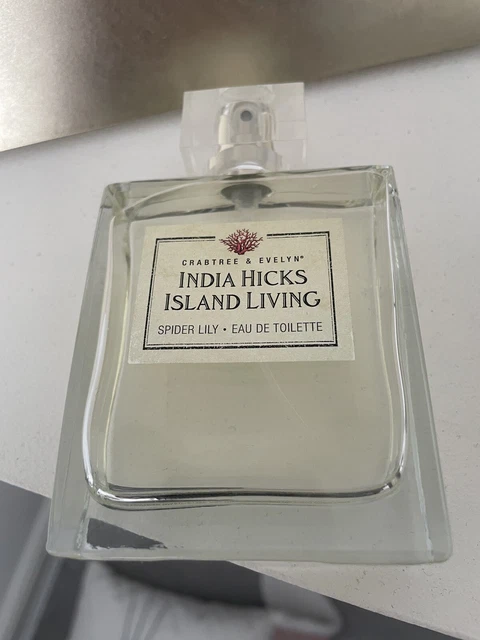 CRABTREE & EVELYN®
INDIA HICKS
ISLAND LIVING
SPIDER LILY • EAU DE TOILETTE